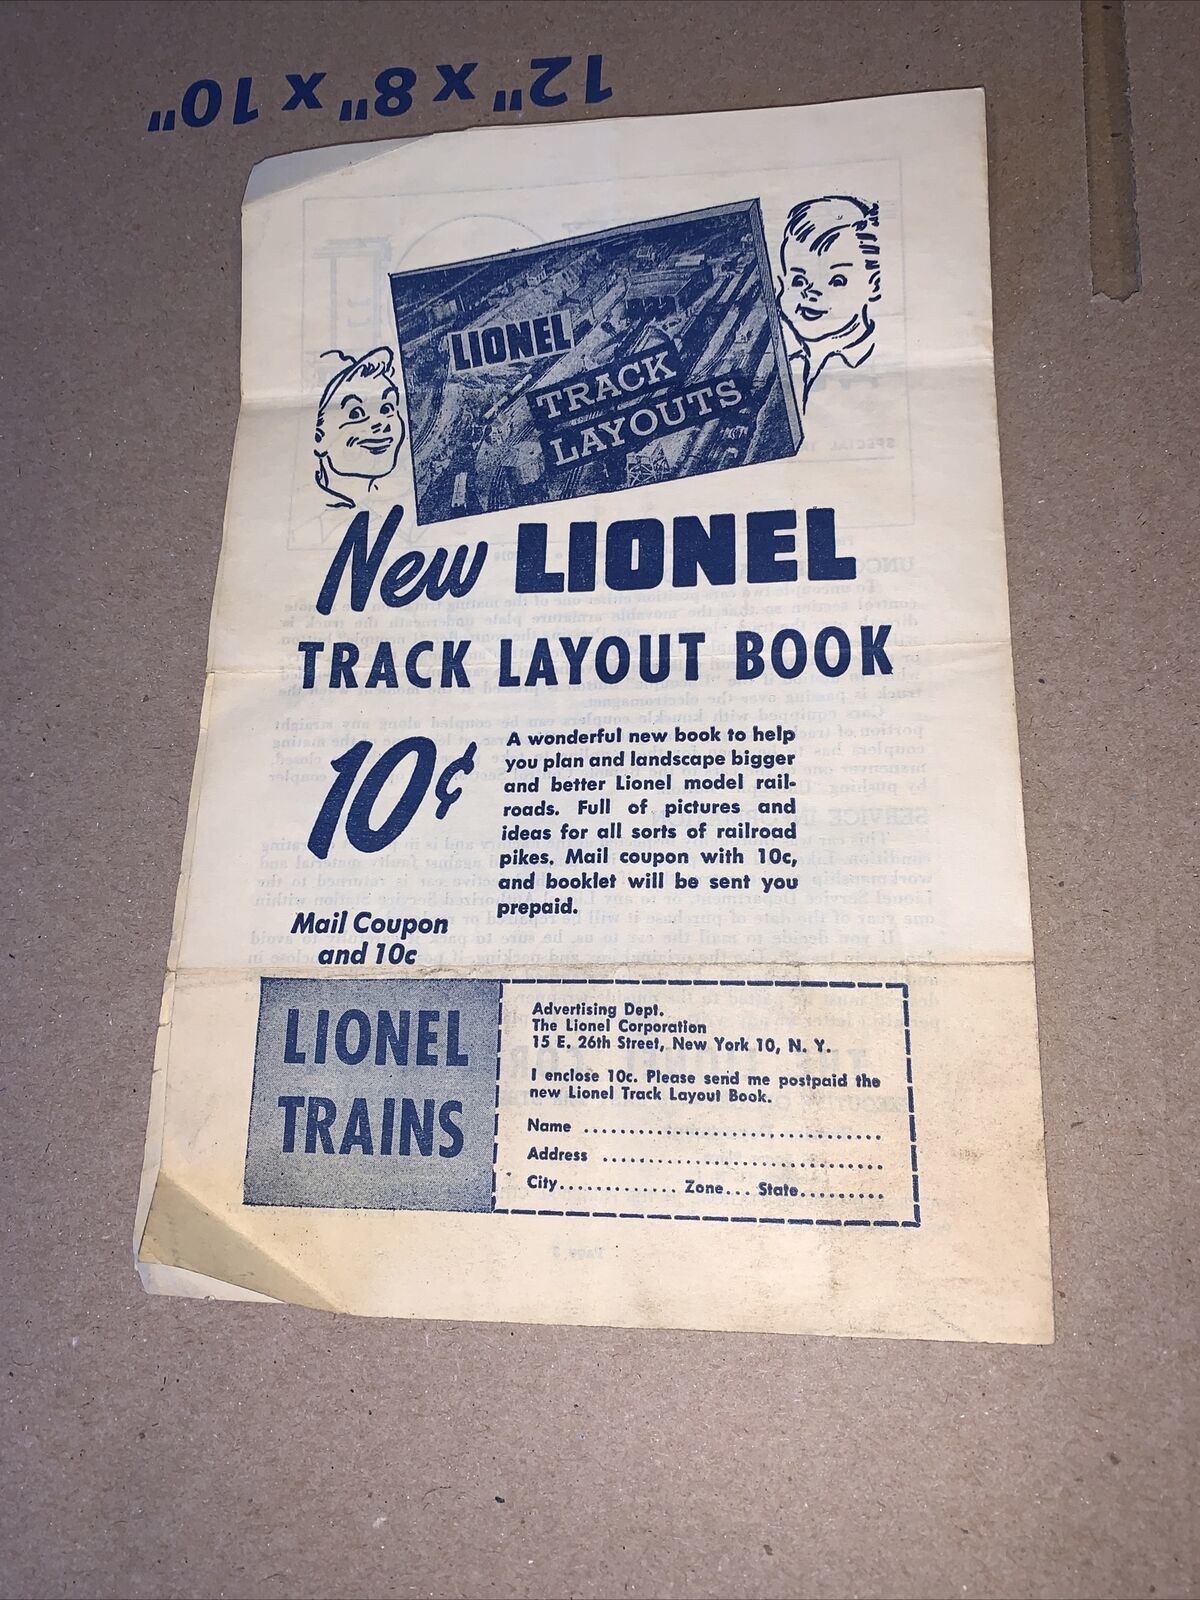 12" x 8" x 10"
LIONEL
TRACK
LAYOUTS
New LIONEL
TRACK LAYOUT BOOK
10¢
A wonderful new book to help
you plan and landscape bigger
and better Lionel model rail-
roads. Full of pictures and
ideas for all sorts of railroad
pikes. Mail coupon with 10c,
and booklet will be sent you
prepaid.
Mail Coupon
and 10c
LIONEL
TRAINS
Advertising Dept.
The Lionel Corporation
15 E. 26th Street, New York 10, N. Y.
I enclose 10c. Please send me postpaid the
new Lionel Track Layout Book.
Name ................................
Address ..............................
City............. Zone... State.........